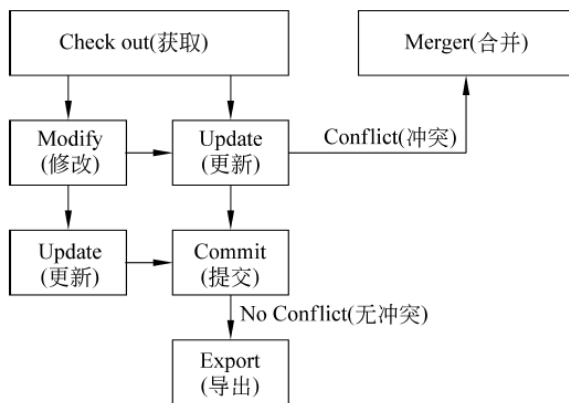 Check out(获取)
Merger(合并)
Modify
(修改)
Update
(更新)
Conflict(冲突)
Update
(更新)
Commit
(提交)
No Conflict(无冲突)
Export
(导出)